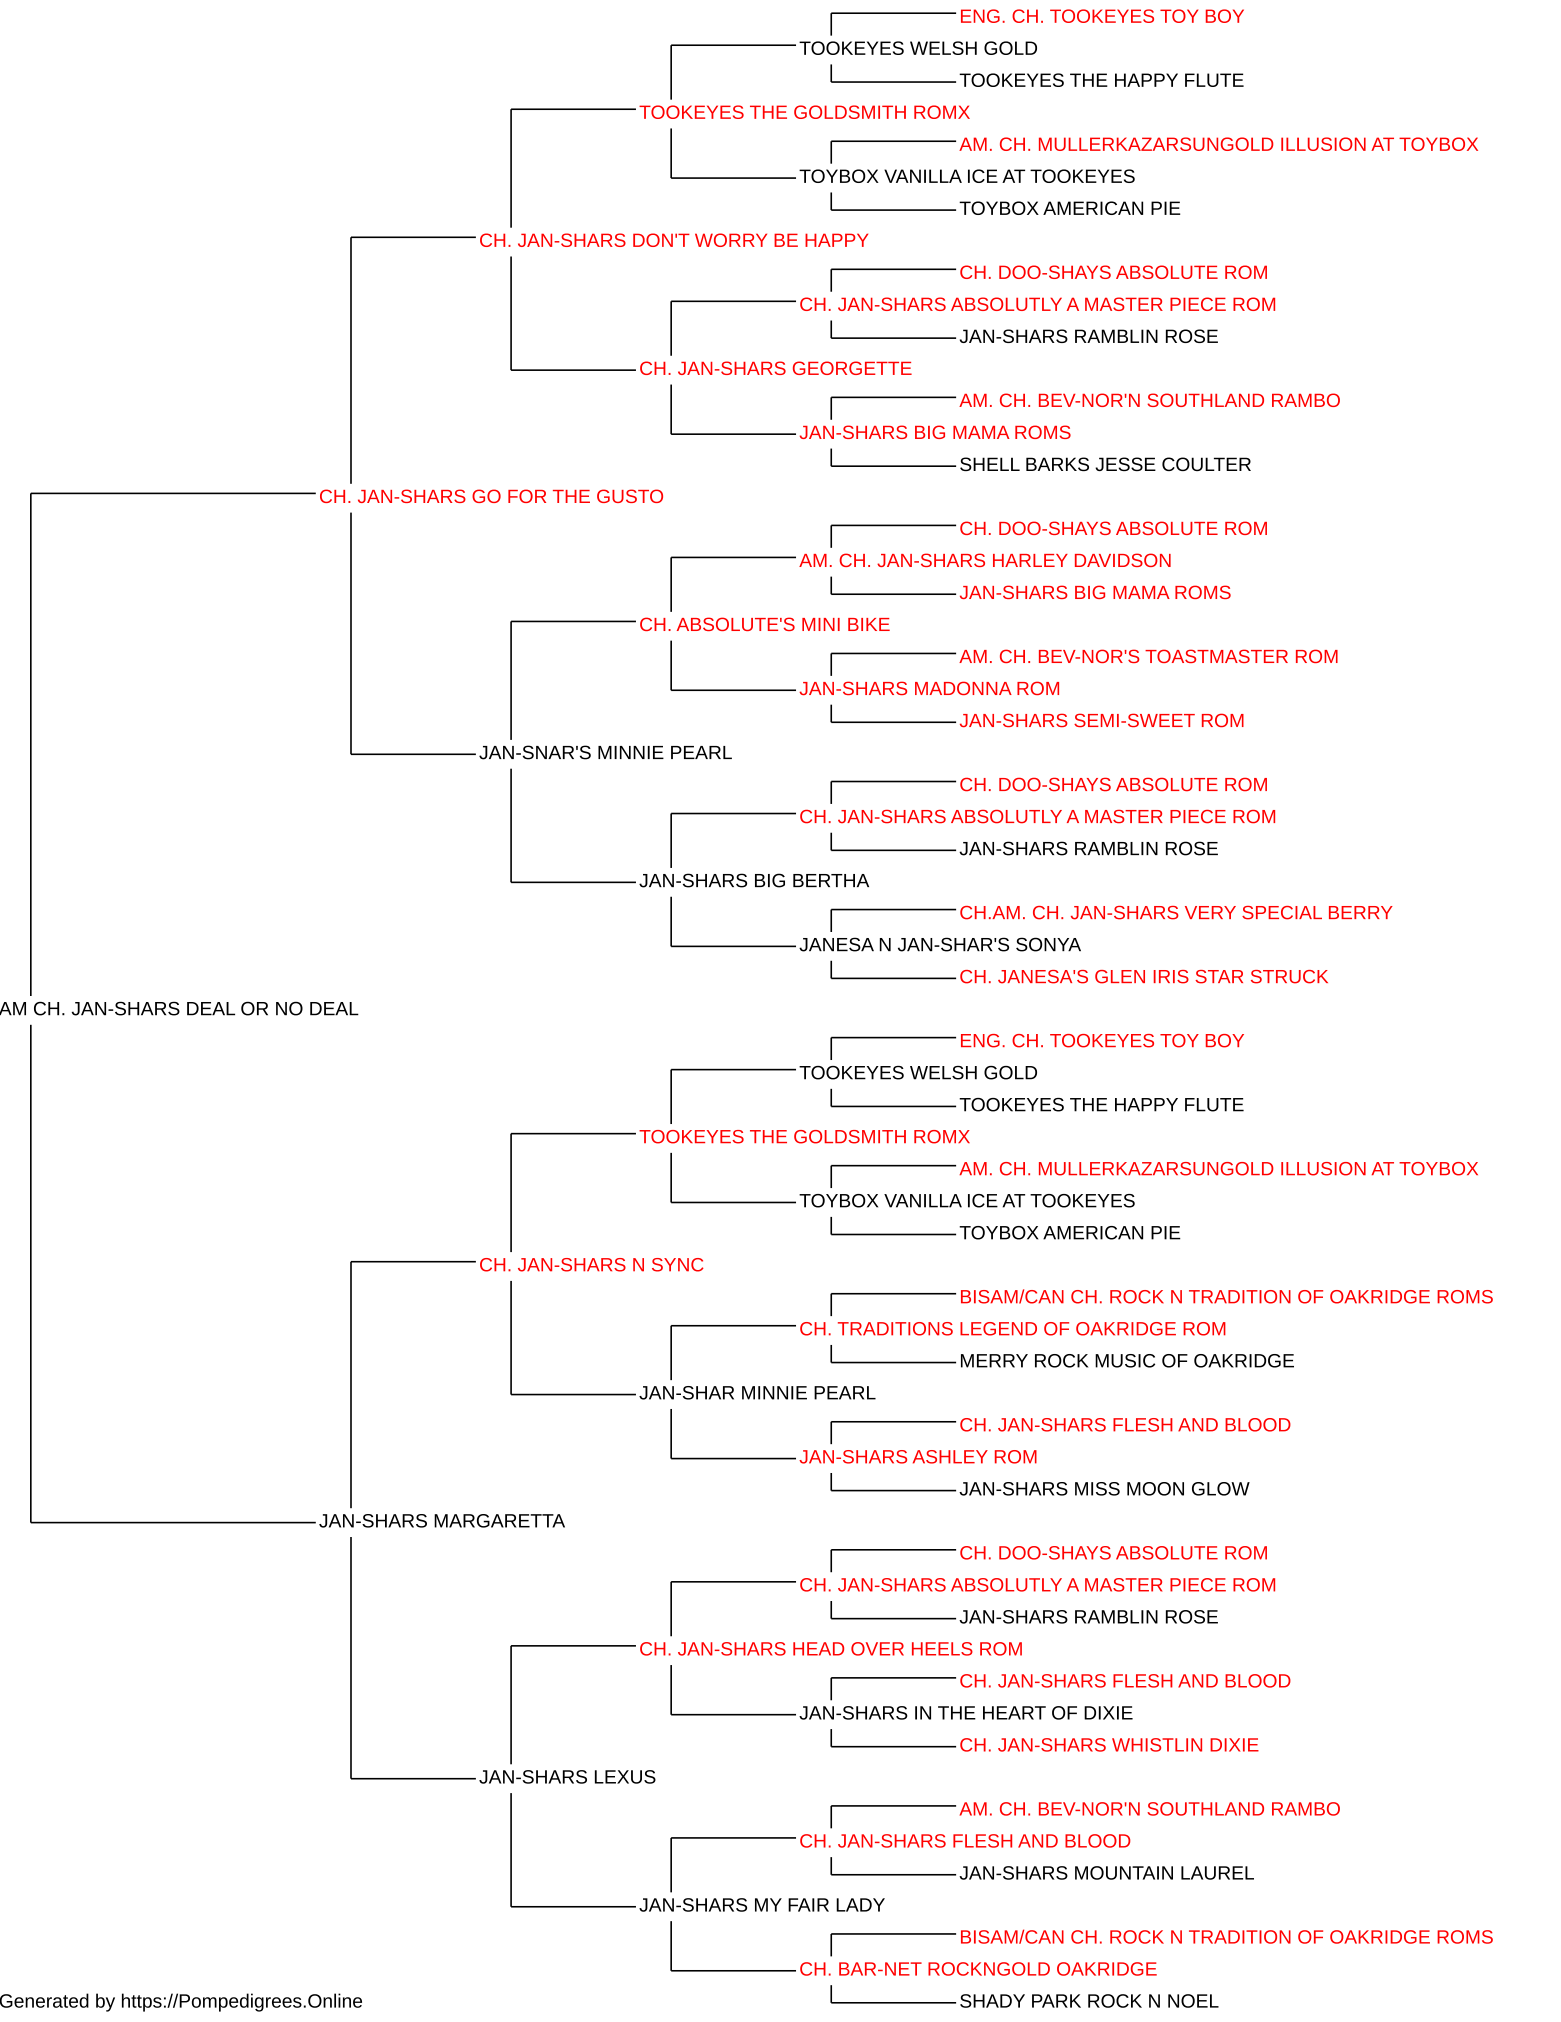 ENG. CH. TOOKEYES TOY BOY
TOOKEYES WELSH GOLD
TOOKEYES THE HAPPY FLUTE
TOOKEYES THE GOLDSMITH ROMX
AM. CH. MULLERKAZARSUNGOLD ILLUSION AT TOYBOX
TOYBOX VANILLA ICE AT TOOKEYES
TOYBOX AMERICAN PIE
CH. JAN-SHARS DON'T WORRY BE HAPPY
CH. DOO-SHAYS ABSOLUTE ROM
CH. JAN-SHARS ABSOLUTLY A MASTER PIECE ROM
JAN-SHARS RAMBLIN ROSE
CH. JAN-SHARS GEORGETTE
AM. CH. BEV-NOR'N SOUTHLAND RAMBO
JAN-SHARS BIG MAMA ROMS
SHELL BARKS JESSE COULTER
CH. JAN-SHARS GO FOR THE GUSTO
CH. DOO-SHAYS ABSOLUTE ROM
AM. CH. JAN-SHARS HARLEY DAVIDSON
JAN-SHARS BIG MAMA ROMS
CH. ABSOLUTE'S MINI BIKE
AM. CH. BEV-NOR'S TOASTMASTER ROM
JAN-SHARS MADONNA ROM
JAN-SHARS SEMI-SWEET ROM
JAN-SNAR'S MINNIE PEARL
CH. DOO-SHAYS ABSOLUTE ROM
CH. JAN-SHARS ABSOLUTLY A MASTER PIECE ROM
JAN-SHARS RAMBLIN ROSE
JAN-SHARS BIG BERTHA
CH.AM. CH. JAN-SHARS VERY SPECIAL BERRY
JANESA N JAN-SHAR'S SONYA
CH. JANESA'S GLEN IRIS STAR STRUCK
AM CH. JAN-SHARS DEAL OR NO DEAL
ENG. CH. TOOKEYES TOY BOY
TOOKEYES WELSH GOLD
TOOKEYES THE HAPPY FLUTE
TOOKEYES THE GOLDSMITH ROMX
AM. CH. MULLERKAZARSUNGOLD ILLUSION AT TOYBOX
TOYBOX VANILLA ICE AT TOOKEYES
TOYBOX AMERICAN PIE
CH. JAN-SHARS N SYNC
BISAM/CAN CH. ROCK N TRADITION OF OAKRIDGE ROMS
CH. TRADITIONS LEGEND OF OAKRIDGE ROM
MERRY ROCK MUSIC OF OAKRIDGE
JAN-SHAR MINNIE PEARL
CH. JAN-SHARS FLESH AND BLOOD
JAN-SHARS ASHLEY ROM
JAN-SHARS MISS MOON GLOW
JAN-SHARS MARGARETTA
CH. DOO-SHAYS ABSOLUTE ROM
CH. JAN-SHARS ABSOLUTLY A MASTER PIECE ROM
JAN-SHARS RAMBLIN ROSE
CH. JAN-SHARS HEAD OVER HEELS ROM
CH. JAN-SHARS FLESH AND BLOOD
JAN-SHARS IN THE HEART OF DIXIE
CH. JAN-SHARS WHISTLIN DIXIE
JAN-SHARS LEXUS
AM. CH. BEV-NOR'N SOUTHLAND RAMBO
CH. JAN-SHARS FLESH AND BLOOD
JAN-SHARS MOUNTAIN LAUREL
JAN-SHARS MY FAIR LADY
BISAM/CAN CH. ROCK N TRADITION OF OAKRIDGE ROMS
CH. BAR-NET ROCKNGOLD OAKRIDGE
SHADY PARK ROCK N NOEL
Generated by https://Pompedigrees.Online